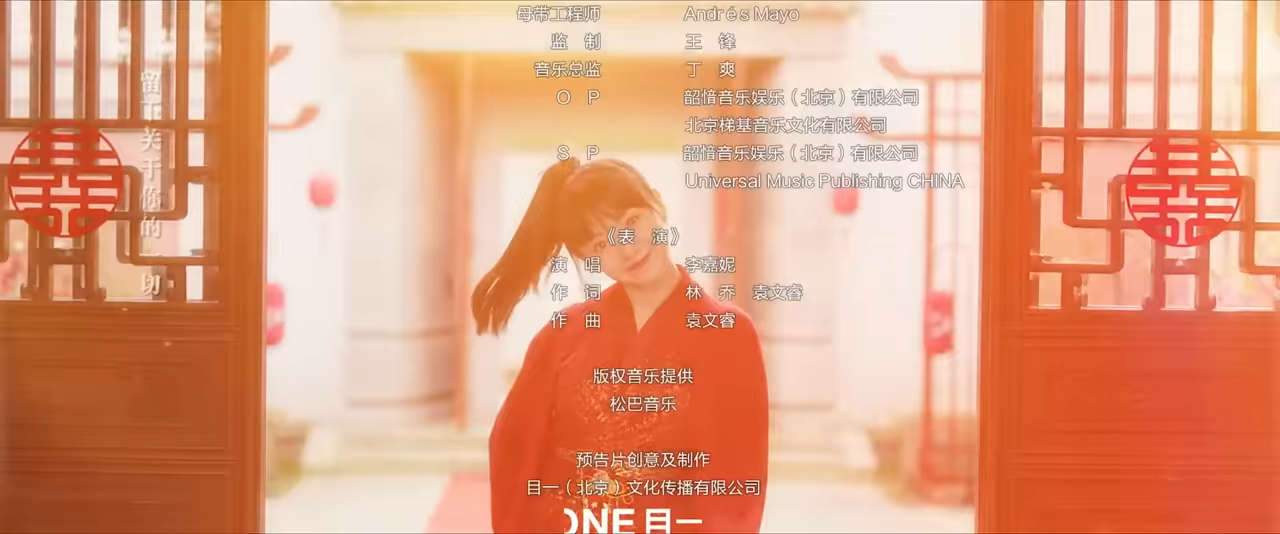 母带工程师 Andrés Mayo
监 制 王 锋
音乐总监 丁 爽
O P 韶愔音乐娱乐（北京）有限公司
北京梯基音乐文化有限公司
S P 韶愔音乐娱乐（北京）有限公司
Universal Music Publishing CHINA
《表 演》
演 唱 李嘉妮
作 词 林 乔 袁文睿
作 曲 袁文睿
版权音乐提供
松巴音乐
预告片创意及制作
目一（北京）文化传播有限公司
ONE 目一
关于你的一切
囍
囍